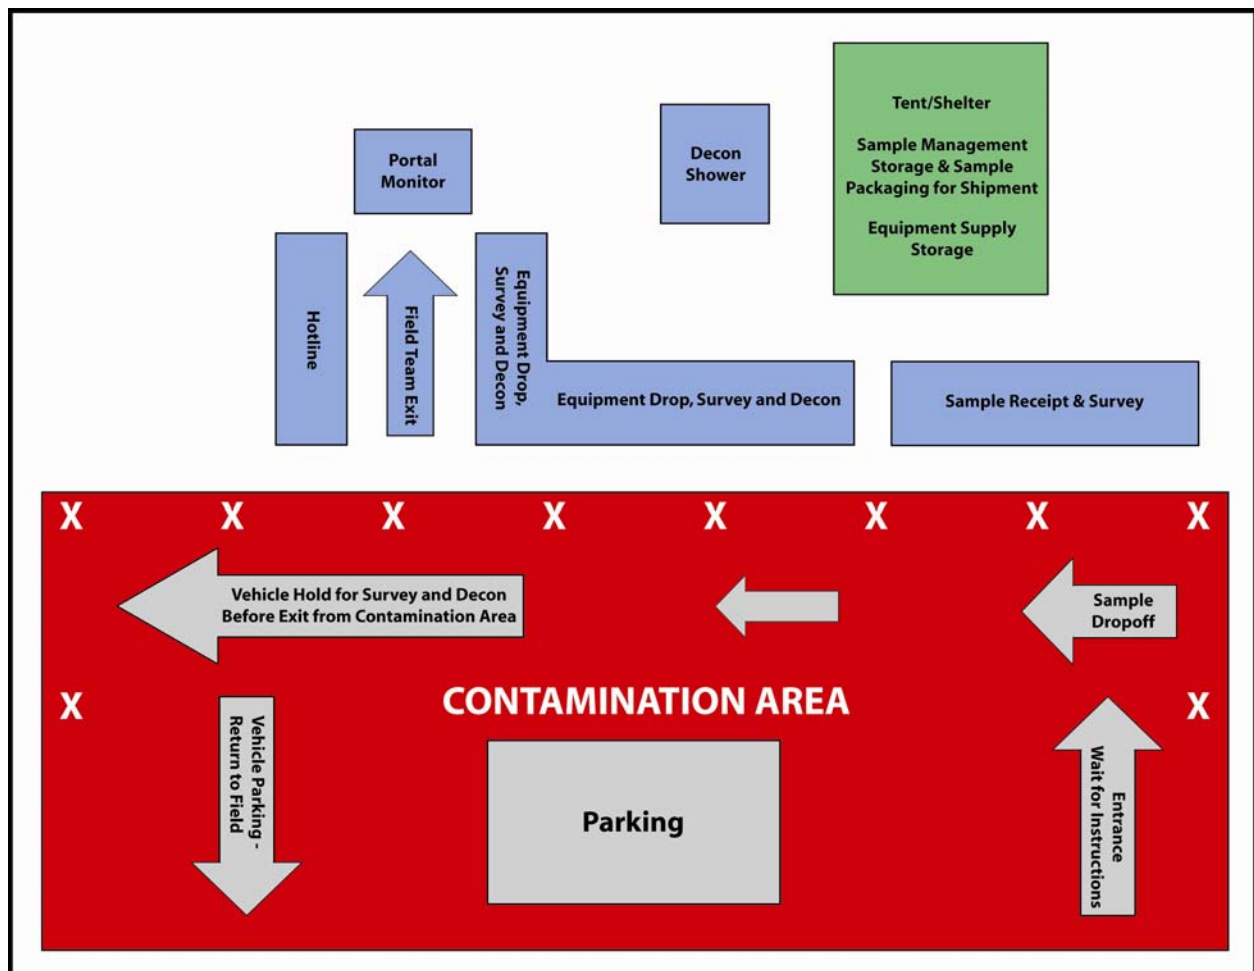 Tent/Shelter
Sample Management
Storage & Sample
Packaging for Shipment
Equipment Supply
Storage
Decon
Shower
Portal
Monitor
Hotline
Field Team Exit
Equipment Drop,
Survey and Decon
Equipment Drop, Survey and Decon
Sample Receipt & Survey
X X X X X X X X
Vehicle Hold for Survey and Decon
Before Exit from Contamination Area
Sample
Dropoff
X
CONTAMINATION AREA
X
Vehicle Parking -
Return to Field
Parking
Entrance
Wait for Instructions